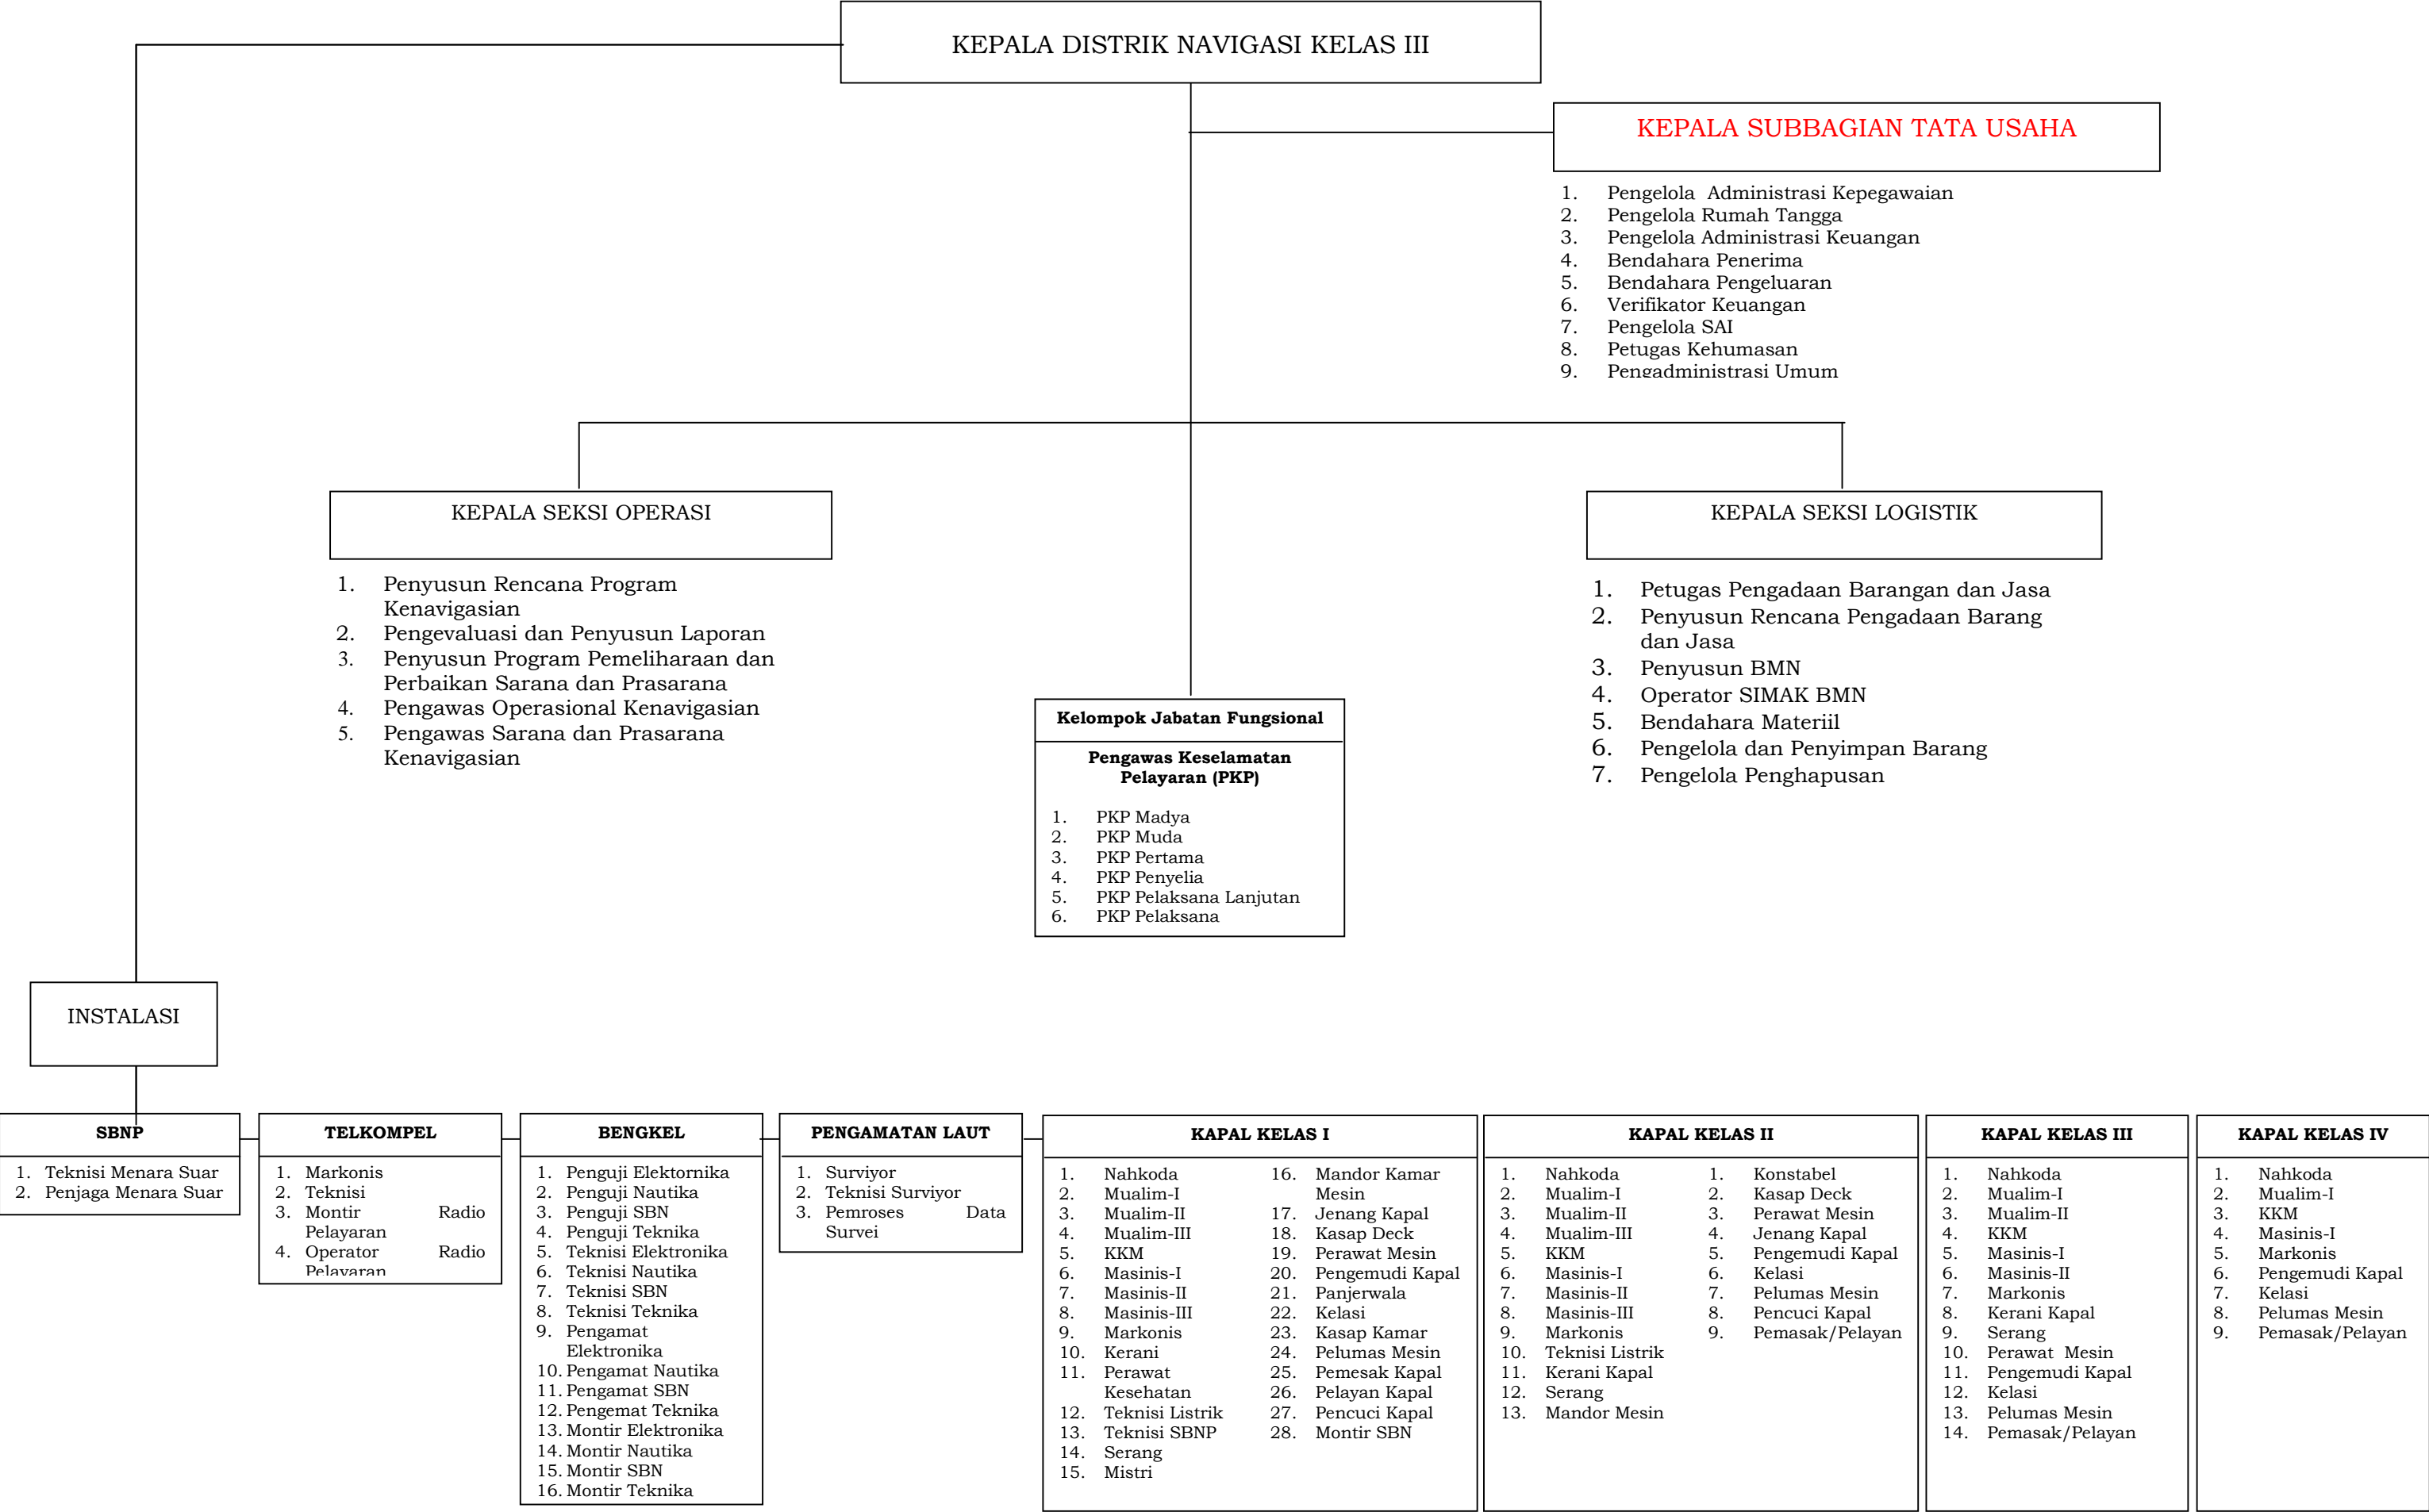 KEPALA DISTRIK NAVIGASI KELAS III
KEPALA SUBBAGIAN TATA USAHA
1. Pengelola Administrasi Kepegawaian
2. Pengelola Rumah Tangga
3. Pengelola Administrasi Keuangan
4. Bendahara Penerima
5. Bendahara Pengeluaran
6. Verifikator Keuangan
7. Pengelola SAI
8. Petugas Kehumasan
9. Pengadministrasi Umum
KEPALA SEKSI OPERASI
1. Penyusun Rencana Program
Kenavigasian
2. Pengevaluasi dan Penyusun Laporan
3. Penyusun Program Pemeliharaan dan
Perbaikan Sarana dan Prasarana
4. Pengawas Operasional Kenavigasian
5. Pengawas Sarana dan Prasarana
Kenavigasian
KEPALA SEKSI LOGISTIK
1. Petugas Pengadaan Barangan dan Jasa
2. Penyusun Rencana Pengadaan Barang
dan Jasa
3. Penyusun BMN
4. Operator SIMAK BMN
5. Bendahara Materiil
6. Pengelola dan Penyimpan Barang
7. Pengelola Penghapusan
Kelompok Jabatan Fungsional
Pengawas Keselamatan
Pelayaran (PKP)
1. PKP Madya
2. PKP Muda
3. PKP Pertama
4. PKP Penyelia
5. PKP Pelaksana Lanjutan
6. PKP Pelaksana
INSTALASI
SBNP
1. Teknisi Menara Suar
2. Penjaga Menara Suar
TELKOMPEL
1. Markonis
2. Teknisi
3. Montir Radio
Pelayaran
4. Operator Radio
Pelayaran
BENGKEL
1. Penguji Elektornika
2. Penguji Nautika
3. Penguji SBN
4. Penguji Teknika
5. Teknisi Elektronika
6. Teknisi Nautika
7. Teknisi SBN
8. Teknisi Teknika
9. Pengamat
Elektronika
10. Pengamat Nautika
11. Pengamat SBN
12. Pengemat Teknika
13. Montir Elektronika
14. Montir Nautika
15. Montir SBN
16. Montir Teknika
PENGAMATAN LAUT
1. Surviyor
2. Teknisi Surviyor
3. Pemroses Data
Survei
KAPAL KELAS I
1. Nahkoda
2. Mualim-I
3. Mualim-II
4. Mualim-III
5. KKM
6. Masinis-I
7. Masinis-II
8. Masinis-III
9. Markonis
10. Kerani
11. Perawat
Kesehatan
12. Teknisi Listrik
13. Teknisi SBNP
14. Serang
15. Mistri
16. Mandor Kamar
Mesin
17. Jenang Kapal
18. Kasap Deck
19. Perawat Mesin
20. Pengemudi Kapal
21. Panjerwala
22. Kelasi
23. Kasap Kamar
24. Pelumas Mesin
25. Pemesak Kapal
26. Pelayan Kapal
27. Pencuci Kapal
28. Montir SBN
KAPAL KELAS II
1. Nahkoda
2. Mualim-I
3. Mualim-II
4. Mualim-III
5. KKM
6. Masinis-I
7. Masinis-II
8. Masinis-III
9. Markonis
10. Teknisi Listrik
11. Kerani Kapal
12. Serang
13. Mandor Mesin
1. Konstabel
2. Kasap Deck
3. Perawat Mesin
4. Jenang Kapal
5. Pengemudi Kapal
6. Kelasi
7. Pelumas Mesin
8. Pencuci Kapal
9. Pemasak/Pelayan
KAPAL KELAS III
1. Nahkoda
2. Mualim-I
3. Mualim-II
4. KKM
5. Masinis-I
6. Masinis-II
7. Markonis
8. Kerani Kapal
9. Serang
10. Perawat Mesin
11. Pengemudi Kapal
12. Kelasi
13. Pelumas Mesin
14. Pemasak/Pelayan
KAPAL KELAS IV
1. Nahkoda
2. Mualim-I
3. KKM
4. Masinis-I
5. Markonis
6. Pengemudi Kapal
7. Kelasi
8. Pelumas Mesin
9. Pemasak/Pelayan